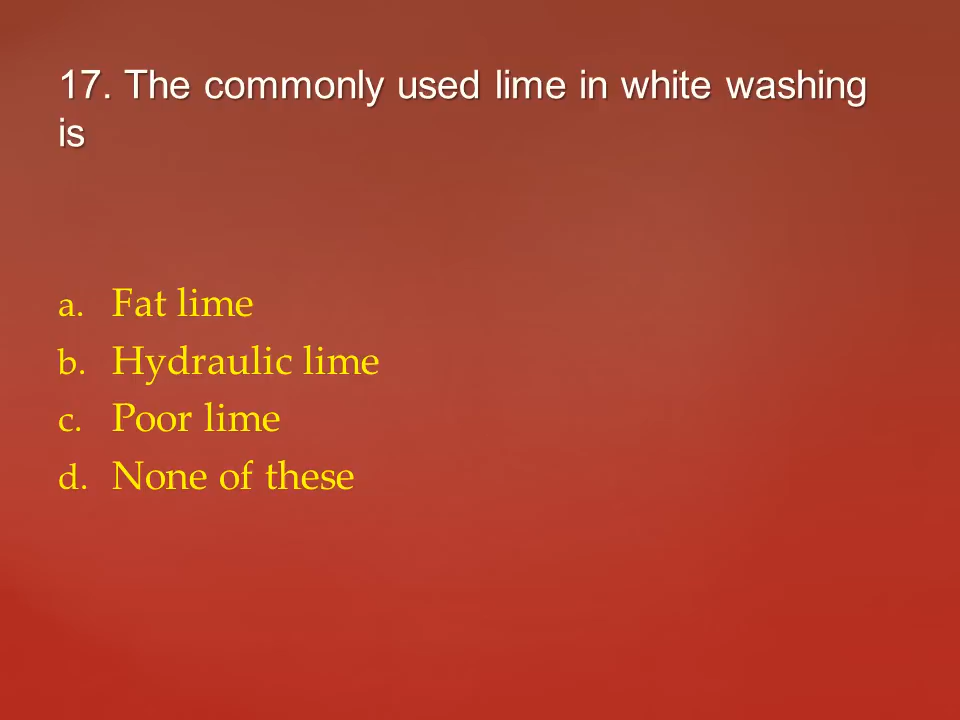 17. The commonly used lime in white washing
is
a. Fat lime
b. Hydraulic lime
c. Poor lime
d. None of these